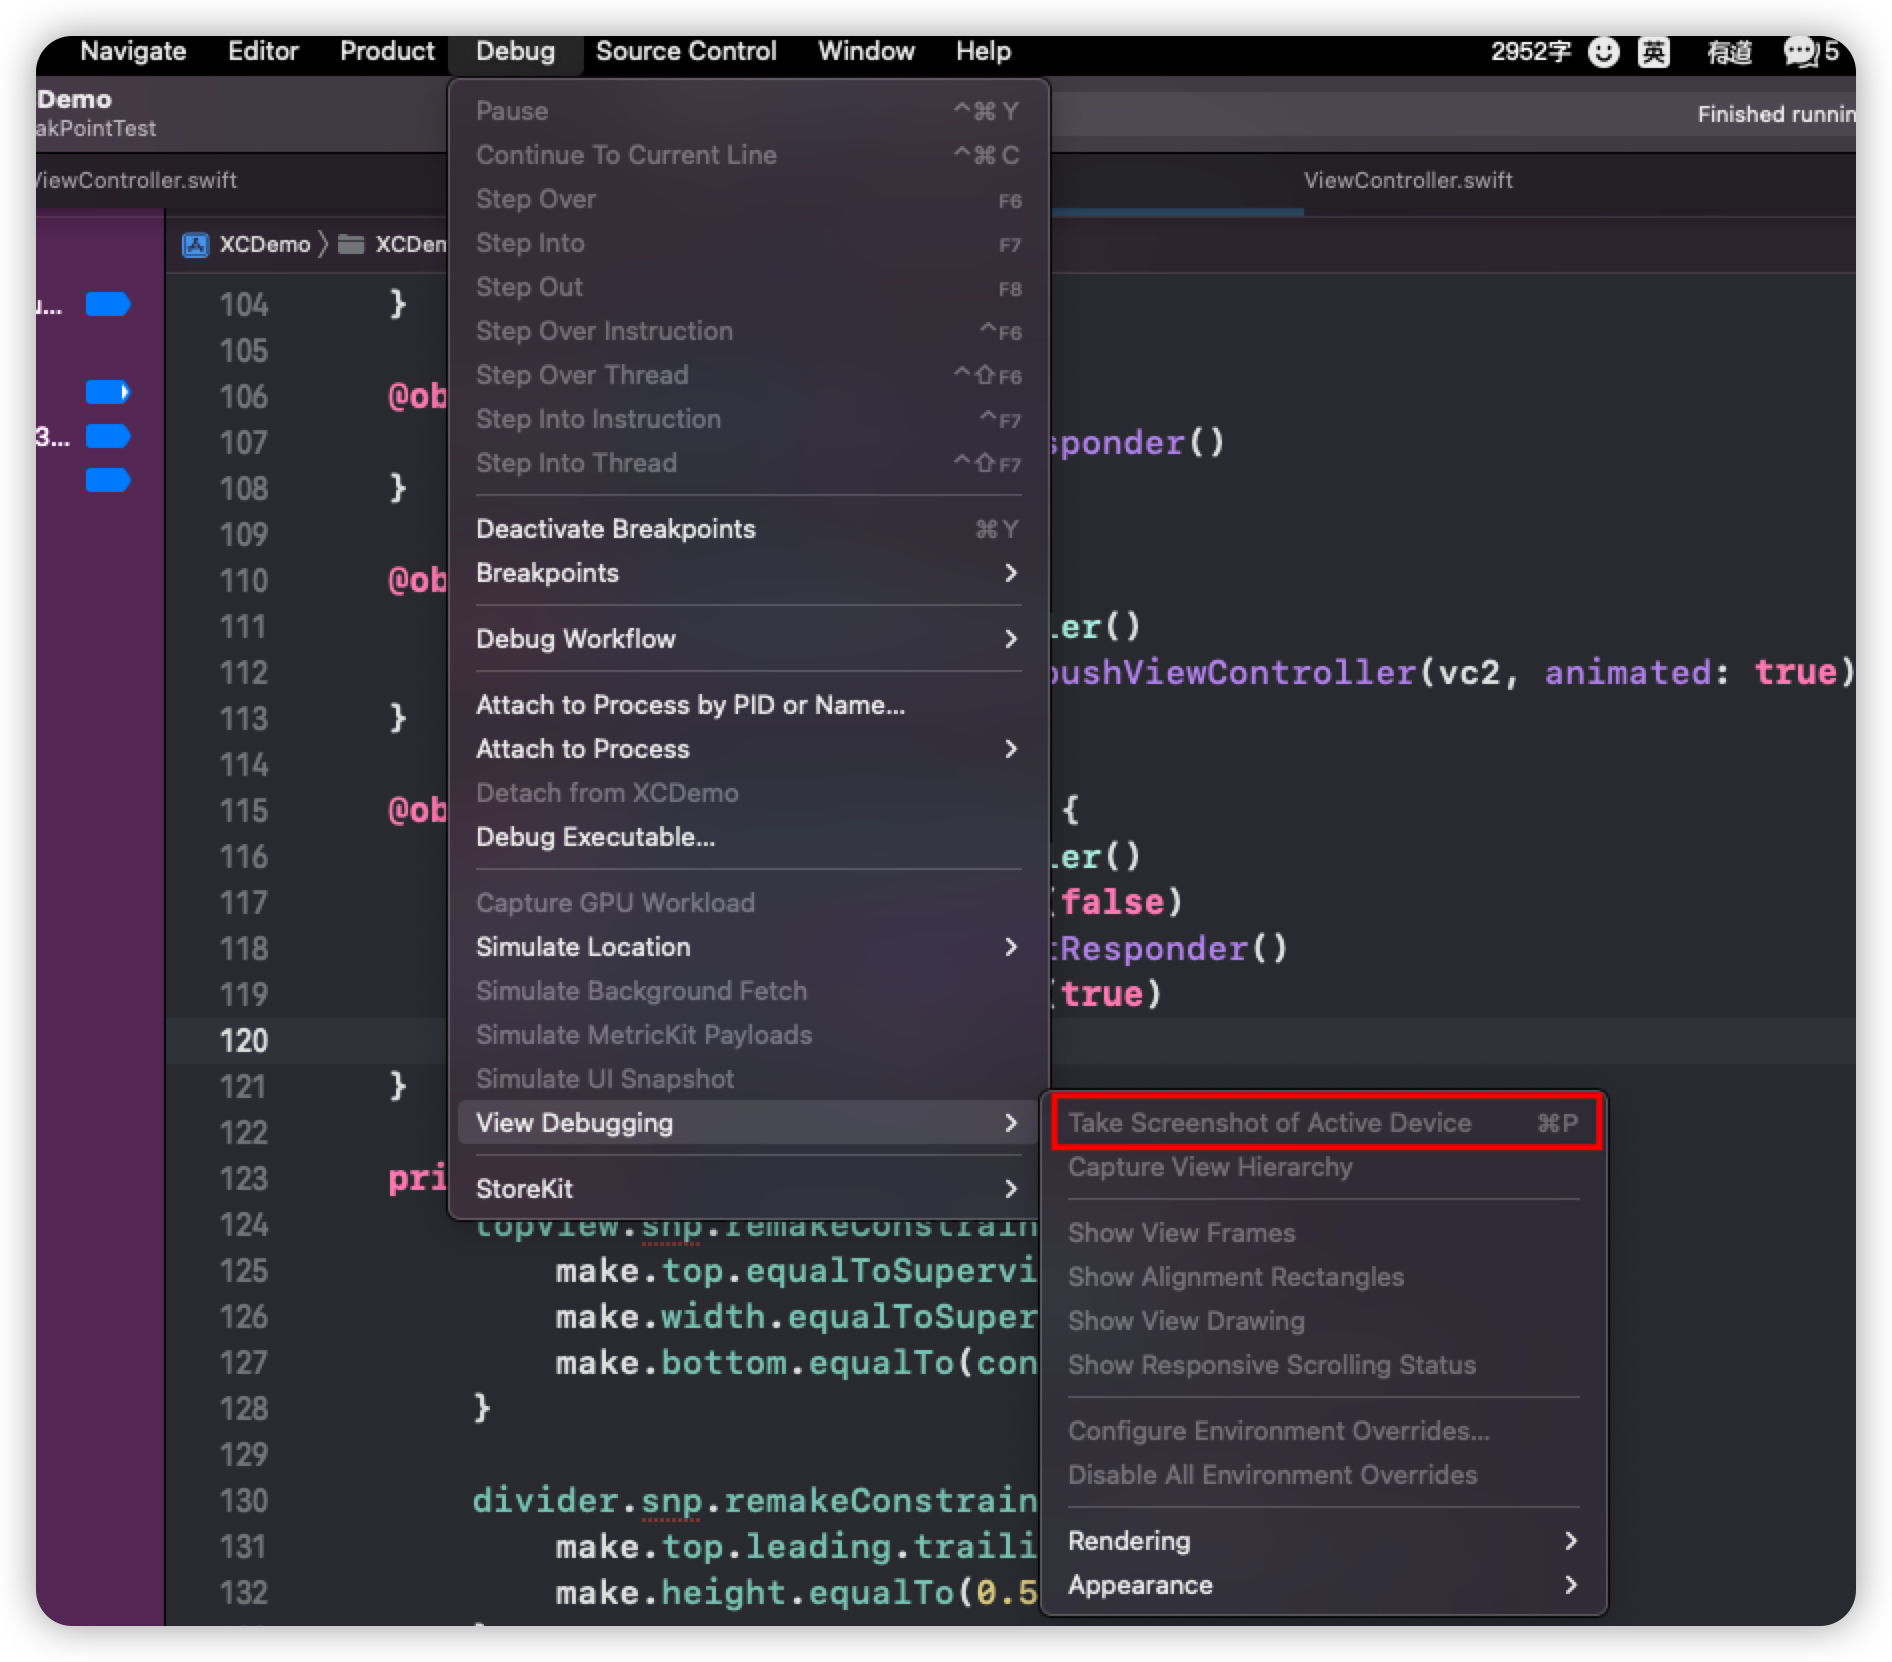 Navigate Editor Product Debug Source Control Window Help 2952字 英 有道 5
Demo
akPointTest
Finished runnin
ViewController.swift
ViewController.swift
XCDemo 〉 XCDem
Pause ^⌘Y
Continue To Current Line ^⌘C
Step Over F6
Step Into F7
Step Out F8
Step Over Instruction ^F6
Step Over Thread ^⇧F6
Step Into Instruction ^F7
Step Into Thread ^⇧F7
Deactivate Breakpoints ⌘Y
Breakpoints
Debug Workflow
Attach to Process by PID or Name...
Attach to Process
Detach from XCDemo
Debug Executable...
Capture GPU Workload
Simulate Location
Simulate Background Fetch
Simulate MetricKit Payloads
Simulate UI Snapshot
View Debugging
StoreKit
Take Screenshot of Active Device ⌘P
Capture View Hierarchy
Show View Frames
Show Alignment Rectangles
Show View Drawing
Show Responsive Scrolling Status
Configure Environment Overrides...
Disable All Environment Overrides
Rendering
Appearance
3...
104 }
105
106 @ob
107 sponder()
108 }
109
110 @ob
111 ler()
112 pushViewController(vc2, animated: true)
113 }
114
115 @ob {
116 ler()
117 (false)
118 tResponder()
119 (true)
120
121 }
122
123 pri
124 topView.snp.remakeConstrain
125 make.top.equalToSupervi
126 make.width.equalToSuper
127 make.bottom.equalTo(con
128 }
129
130 divider.snp.remakeConstrain
131 make.top.leading.traili
132 make.height.equalTo(0.5